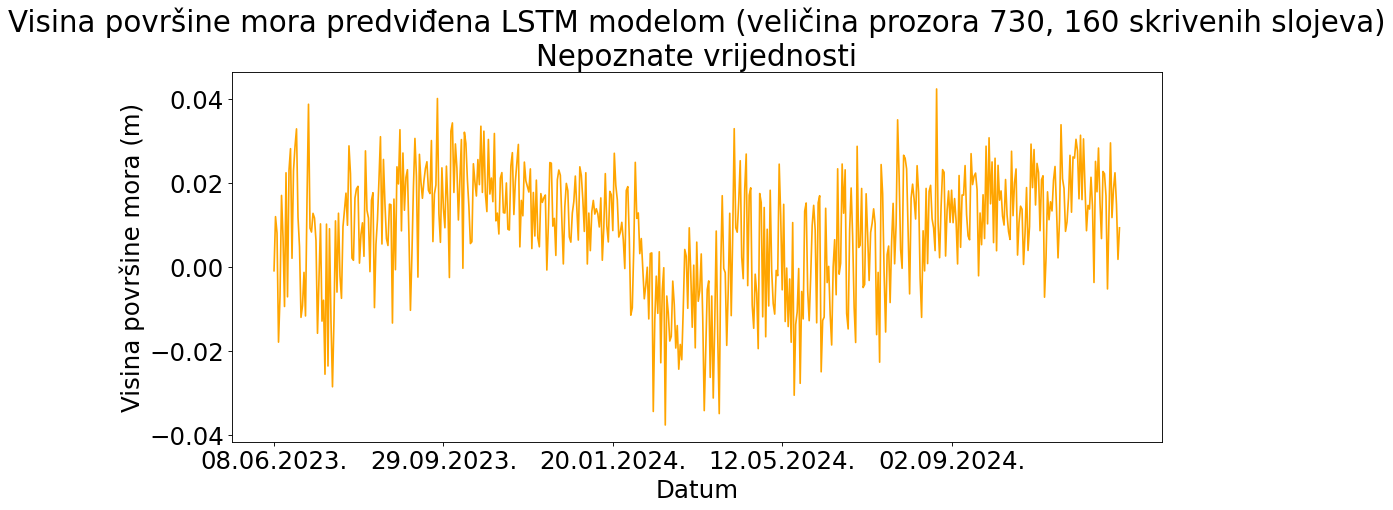 Visina površine mora predviđena LSTM modelom (veličina prozora 730, 160 skrivenih slojeva)
Nepoznate vrijednosti
Visina površine mora (m)
0.04
0.02
0.00
−0.02
−0.04
08.06.2023. 29.09.2023. 20.01.2024. 12.05.2024. 02.09.2024.
Datum